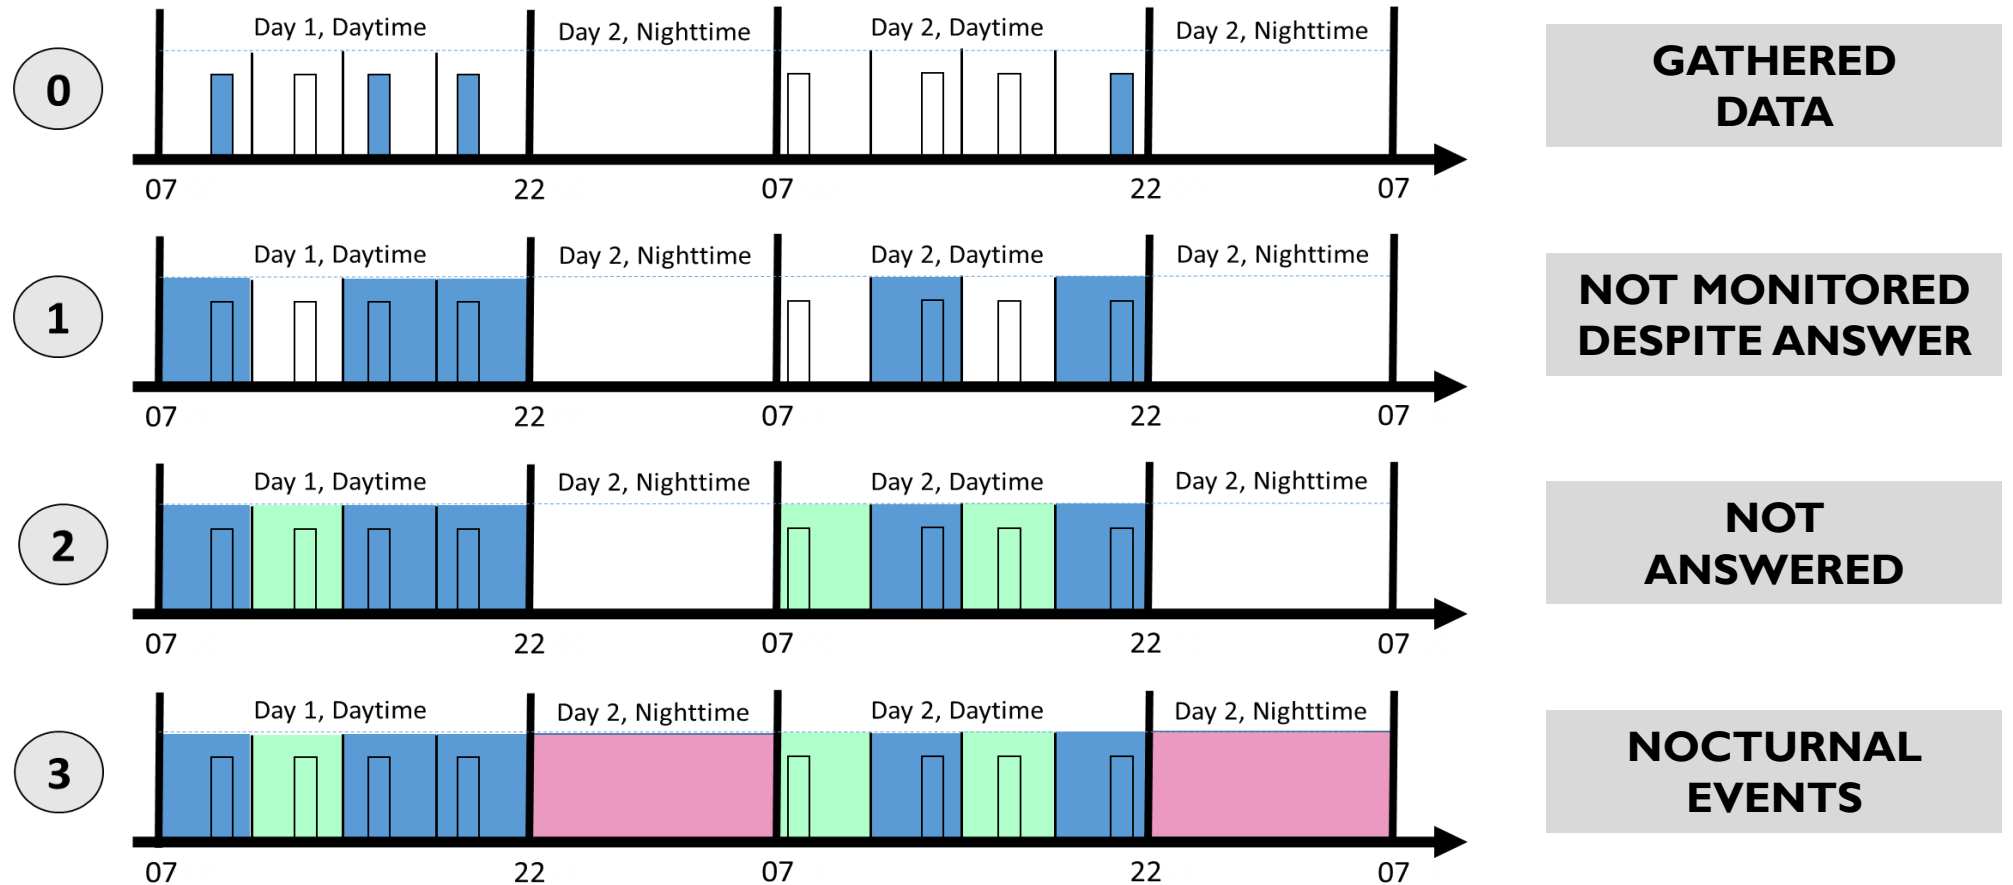 Day 1, Daytime
Day 2, Nighttime
Day 2, Daytime
Day 2, Nighttime
0
GATHERED
DATA
07
22
07
22
07
Day 1, Daytime
Day 2, Nighttime
Day 2, Daytime
Day 2, Nighttime
1
NOT MONITORED
DESPITE ANSWER
07
22
07
22
07
Day 1, Daytime
Day 2, Nighttime
Day 2, Daytime
Day 2, Nighttime
2
NOT
ANSWERED
07
22
07
22
07
Day 1, Daytime
Day 2, Nighttime
Day 2, Daytime
Day 2, Nighttime
3
NOCTURNAL
EVENTS
07
22
07
22
07